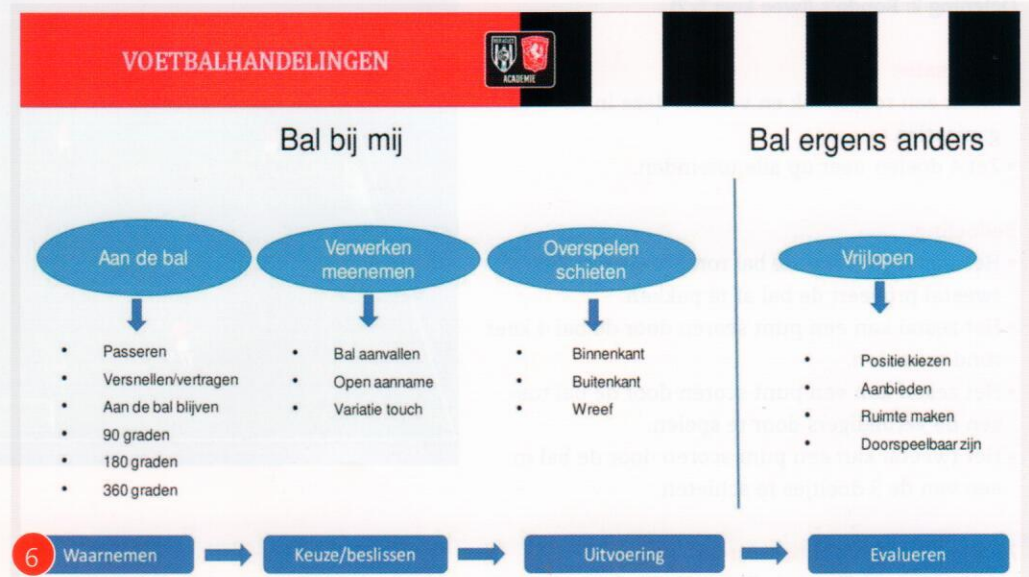 VOETBALHANDELINGEN
ACADEMIE
Bal bij mij
Bal ergens anders
Aan de bal
Passeren
Versnellen/vertragen
Aan de bal blijven
90 graden
180 graden
360 graden
Verwerken
meenemen
Bal aanvallen
Open aanname
Variatie touch
Overspelen
schieten
Binnenkant
Buitenkant
Wreef
Vrijlopen
Positie kiezen
Aanbieden
Ruimte maken
Doorspeelbaar zijn
6
Waarnemen
Keuze/beslissen
Uitvoering
Evalueren